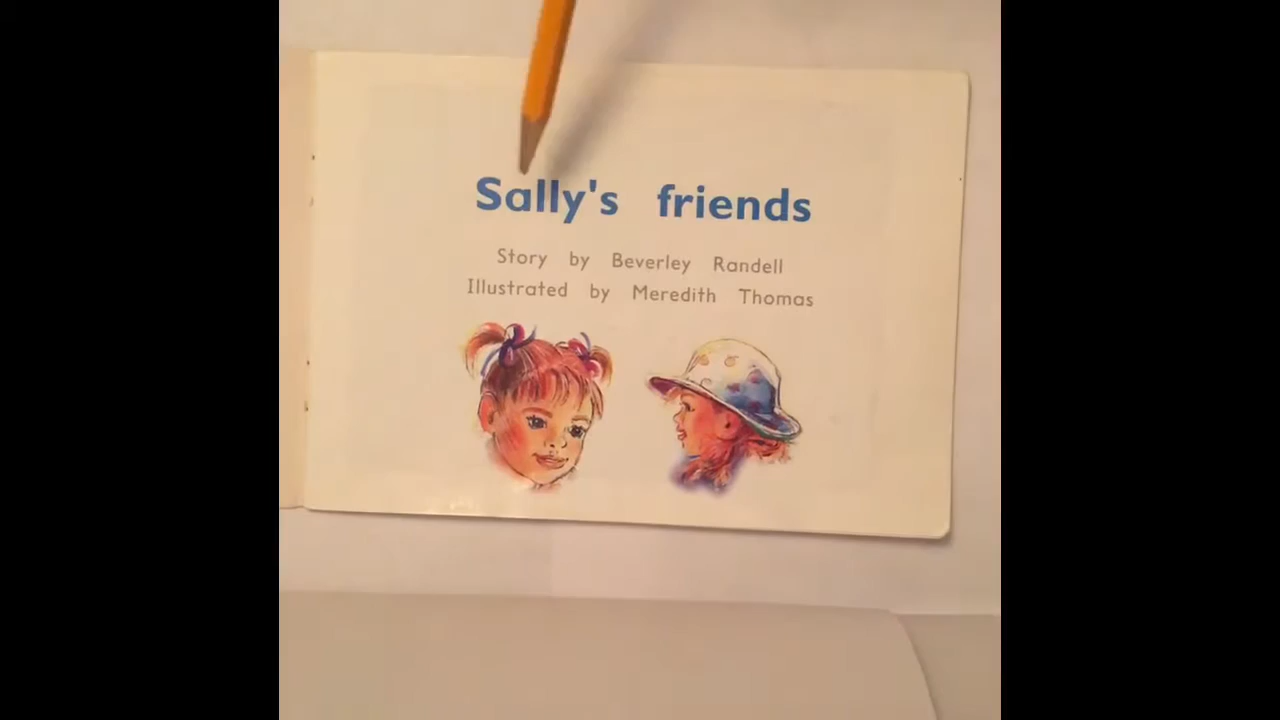 Sally's friends
Story by Beverley Randell
Illustrated by Meredith Thomas